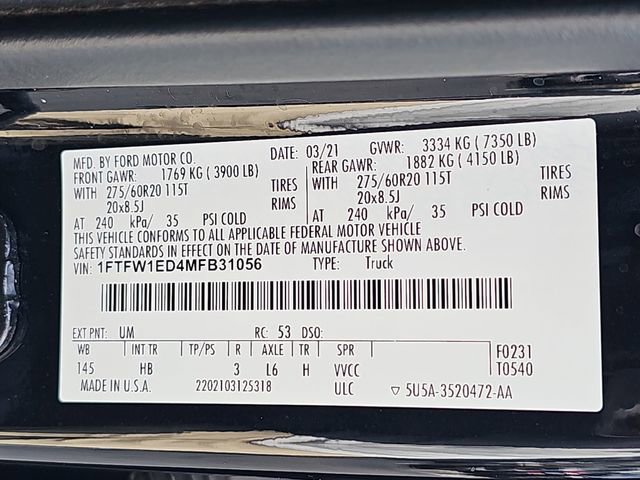 MFD. BY FORD MOTOR CO. DATE: 03/21 GVWR: 3334 KG ( 7350 LB)
FRONT GAWR: 1769 KG ( 3900 LB) REAR GAWR: 1882 KG ( 4150 LB)
WITH 275/60R20 115T TIRES WITH 275/60R20 115T TIRES
20x8.5J RIMS 20x8.5J RIMS
AT 240 kPa/ 35 PSI COLD AT 240 kPa/ 35 PSI COLD
THIS VEHICLE CONFORMS TO ALL APPLICABLE FEDERAL MOTOR VEHICLE
SAFETY STANDARDS IN EFFECT ON THE DATE OF MANUFACTURE SHOWN ABOVE.
VIN: 1FTFW1ED4MFB31056 TYPE: Truck
EXT PNT: UM RC: 53 DSO:
WB INT TR TP/PS R AXLE TR SPR F0231
145 HB 3 L6 H VVCC T0540
MADE IN U.S.A. 2202103125318 ULC ▽ 5U5A-3520472-AA